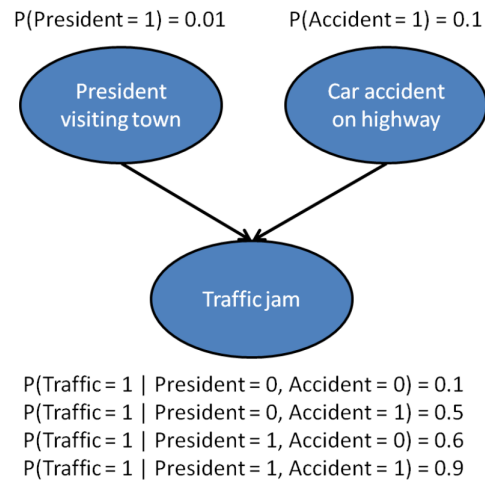 P(President = 1) = 0.01
P(Accident = 1) = 0.1
President
visiting town
Car accident
on highway
Traffic jam
P(Traffic = 1 | President = 0, Accident = 0) = 0.1
P(Traffic = 1 | President = 0, Accident = 1) = 0.5
P(Traffic = 1 | President = 1, Accident = 0) = 0.6
P(Traffic = 1 | President = 1, Accident = 1) = 0.9